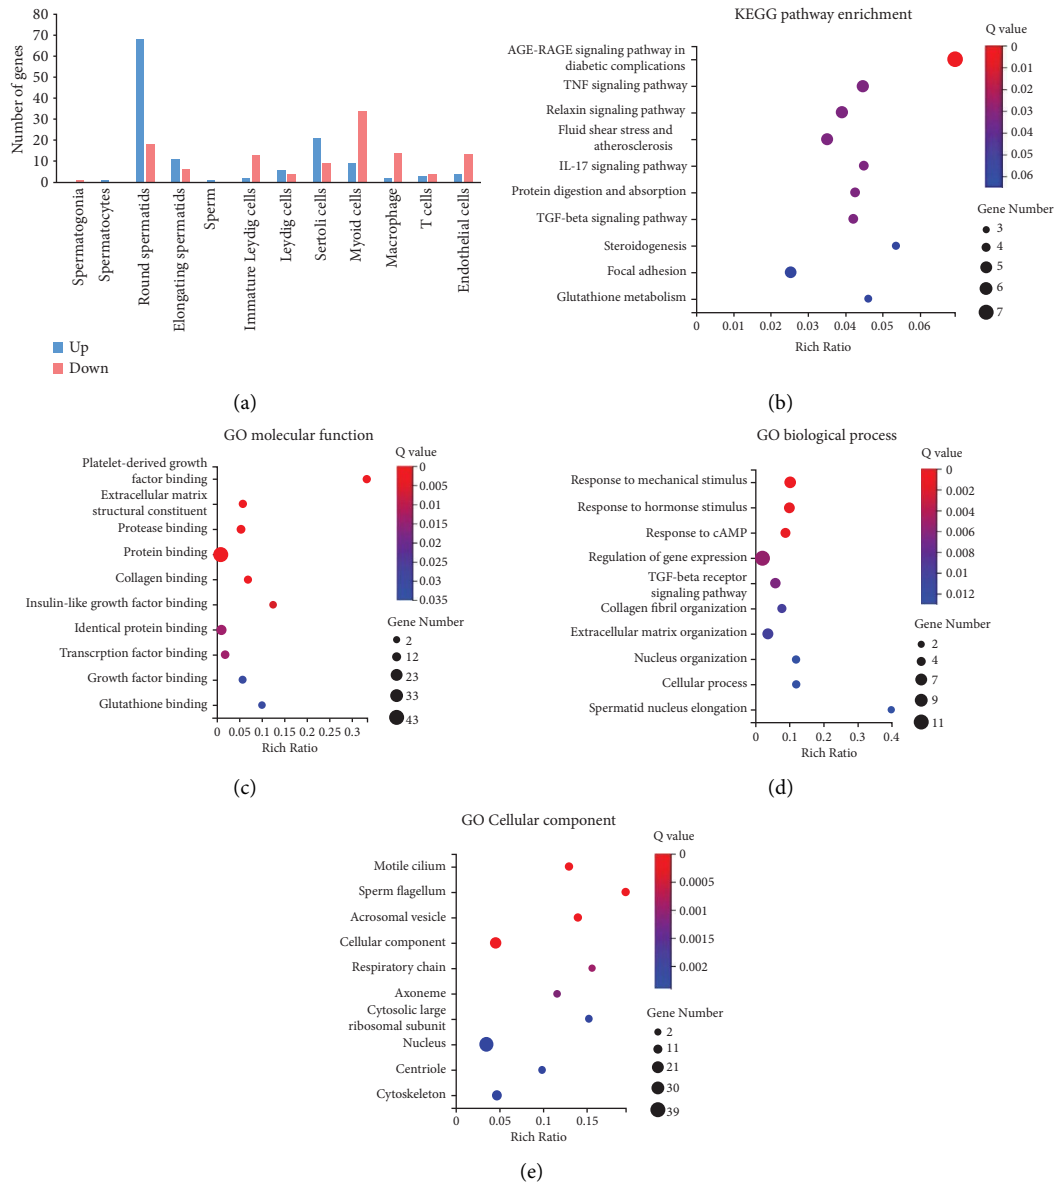 80
70
60
50
40
30
20
10
0
Number of genes
Spermatogonia
Spermatocytes
Round spermatids
Elongating spermatids
Sperm
Immature Leydig cells
Leydig cells
Sertoli cells
Myoid cells
Macrophage
T cells
Endothelial cells
Up
Down
(a)
KEGG pathway enrichment
AGE-RAGE signaling pathway in
diabetic complications
TNF signaling pathway
Relaxin signaling pathway
Fluid shear stress and
atherosclerosis
IL-17 signaling pathway
Protein digestion and absorption
TGF-beta signaling pathway
Steroidogenesis
Focal adhesion
Glutathione metabolism
0 0.01 0.02 0.03 0.04 0.05 0.06
Rich Ratio
Q value
0
0.01
0.02
0.03
0.04
0.05
0.06
Gene Number
3
4
5
6
7
(b)
GO molecular function
Platelet-derived growth
factor binding
Extracellular matrix
structural constituent
Protease binding
Protein binding
Collagen binding
Insulin-like growth factor binding
Identical protein binding
Transcrption factor binding
Growth factor binding
Glutathione binding
0 0.05 0.1 0.15 0.2 0.25 0.3
Rich Ratio
Q value
0
0.005
0.01
0.015
0.02
0.025
0.03
0.035
Gene Number
2
12
23
33
43
(c)
GO biological process
Response to mechanical stimulus
Response to hormonse stimulus
Response to cAMP
Regulation of gene expression
TGF-beta receptor
signaling pathway
Collagen fibril organization
Extracellular matrix organization
Nucleus organization
Cellular process
Spermatid nucleus elongation
0 0.1 0.2 0.3 0.4
Rich Ratio
Q value
0
0.002
0.004
0.006
0.008
0.01
0.012
Gene Number
2
4
7
9
11
(d)
GO Cellular component
Motile cilium
Sperm flagellum
Acrosomal vesicle
Cellular component
Respiratory chain
Axoneme
Cytosolic large
ribosomal subunit
Nucleus
Centriole
Cytoskeleton
0 0.05 0.1 0.15
Rich Ratio
Q value
0
0.0005
0.001
0.0015
0.002
Gene Number
2
11
21
30
39
(e)